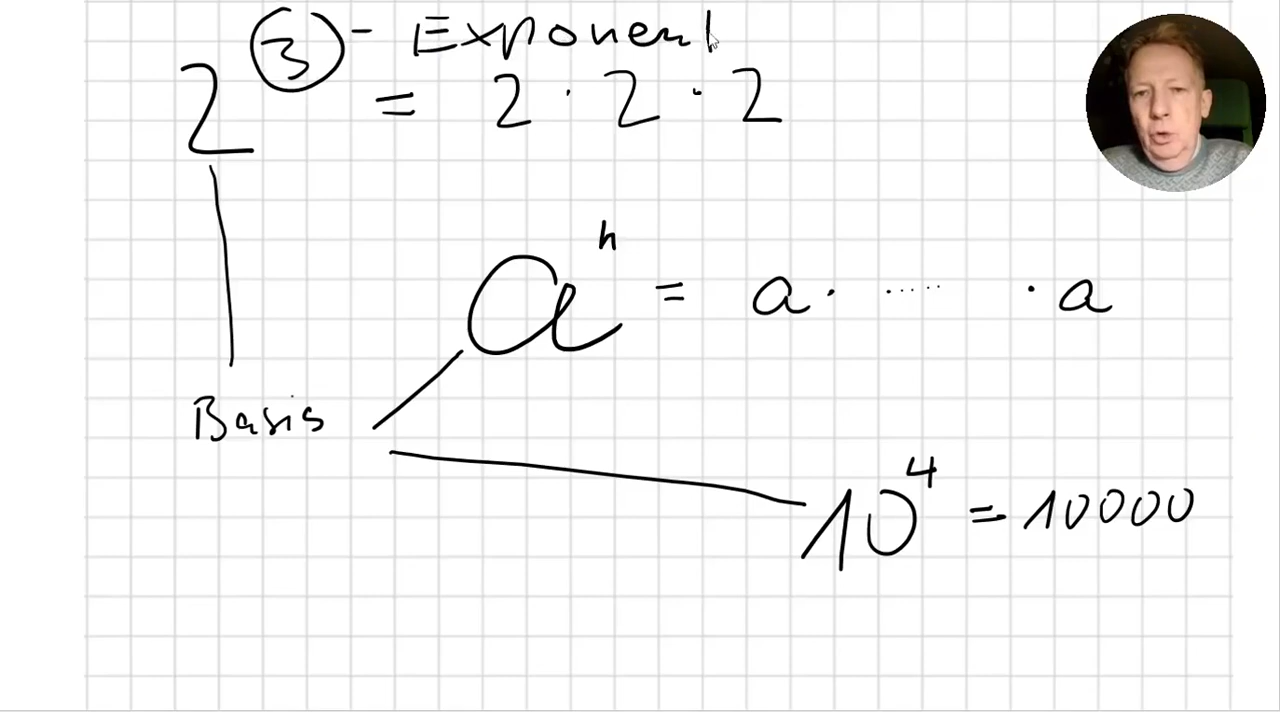 2³ - Exponent
= 2 · 2 · 2
aⁿ = a · ..... · a
Basis
10⁴ = 10000